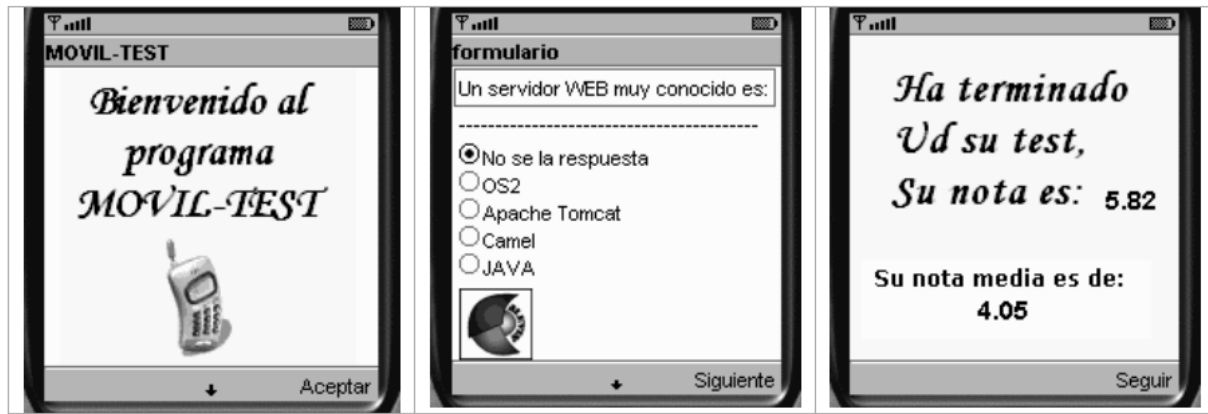 MOVIL-TEST
Bienvenido al
programa
MOVIL-TEST
Aceptar
formulario
Un servidor WEB muy conocido es:
-----------------------------------------
No se la respuesta
OS2
Apache Tomcat
Camel
JAVA
Siguiente
Ha terminado
Ud su test,
Su nota es: 5.82
Su nota media es de:
4.05
Seguir